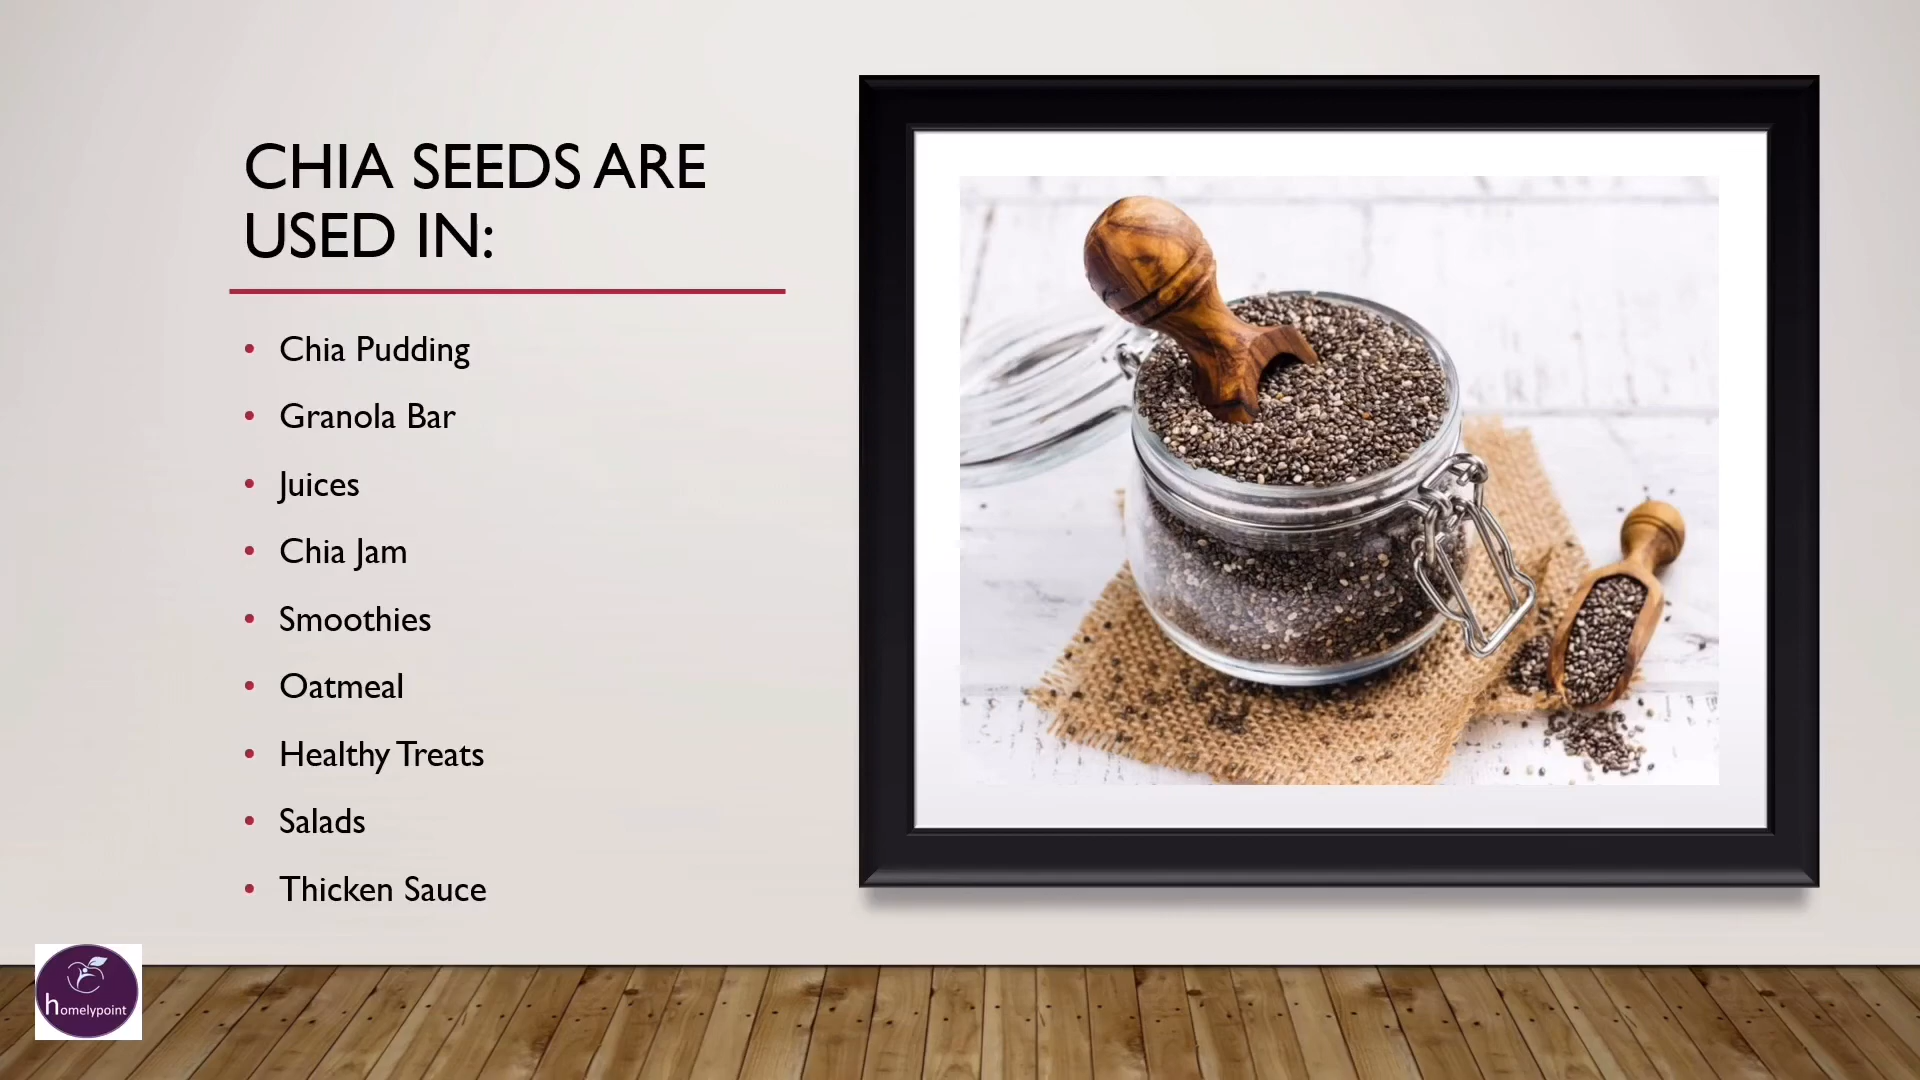 CHIA SEEDS ARE
USED IN:
• Chia Pudding
• Granola Bar
• Juices
• Chia Jam
• Smoothies
• Oatmeal
• Healthy Treats
• Salads
• Thicken Sauce
homelypoint